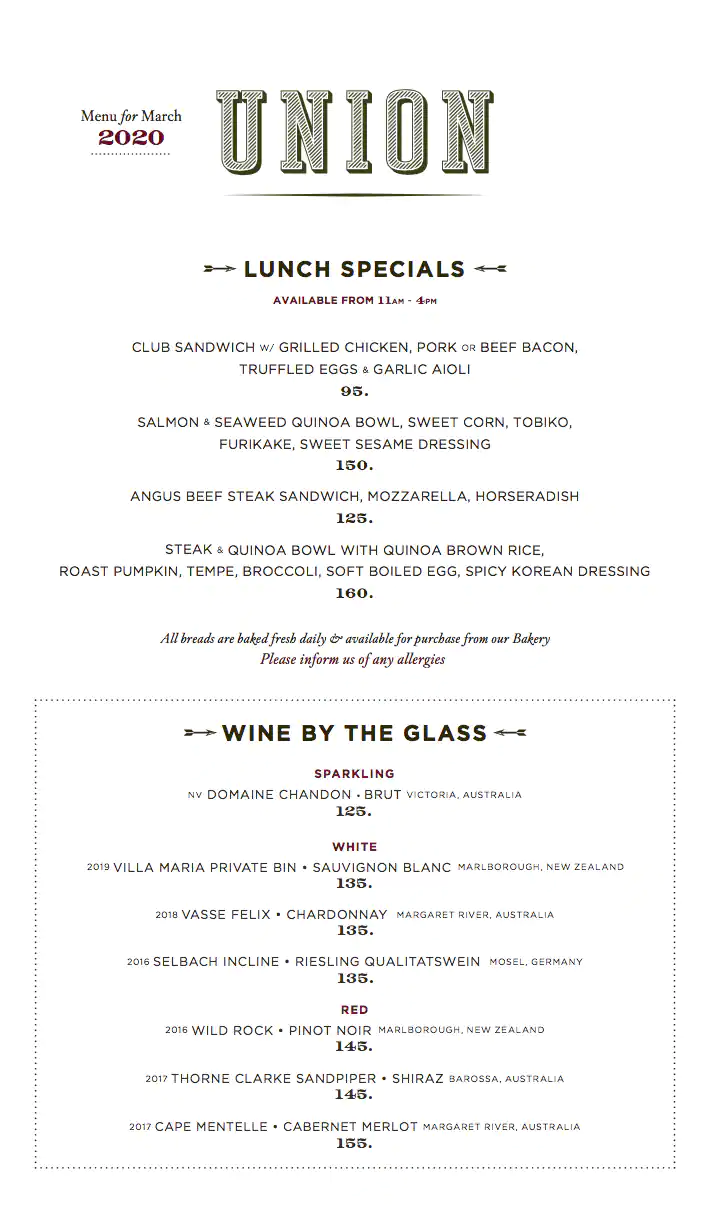 Menu for March
2020
UNION
LUNCH SPECIALS
AVAILABLE FROM 11AM - 4PM
CLUB SANDWICH W/ GRILLED CHICKEN, PORK OR BEEF BACON,
TRUFFLED EGGS & GARLIC AIOLI
95.
SALMON & SEAWEED QUINOA BOWL, SWEET CORN, TOBIKO,
FURIKAKE, SWEET SESAME DRESSING
150.
ANGUS BEEF STEAK SANDWICH, MOZZARELLA, HORSERADISH
125.
STEAK & QUINOA BOWL WITH QUINOA BROWN RICE,
ROAST PUMPKIN, TEMPE, BROCCOLI, SOFT BOILED EGG, SPICY KOREAN DRESSING
160.
All breads are baked fresh daily & available for purchase from our Bakery
Please inform us of any allergies
WINE BY THE GLASS
SPARKLING
NV DOMAINE CHANDON • BRUT VICTORIA, AUSTRALIA
125.
WHITE
2019 VILLA MARIA PRIVATE BIN • SAUVIGNON BLANC MARLBOROUGH, NEW ZEALAND
135.
2018 VASSE FELIX • CHARDONNAY MARGARET RIVER, AUSTRALIA
135.
2016 SELBACH INCLINE • RIESLING QUALITATSWEIN MOSEL, GERMANY
135.
RED
2016 WILD ROCK • PINOT NOIR MARLBOROUGH, NEW ZEALAND
145.
2017 THORNE CLARKE SANDPIPER • SHIRAZ BAROSSA, AUSTRALIA
145.
2017 CAPE MENTELLE • CABERNET MERLOT MARGARET RIVER, AUSTRALIA
155.